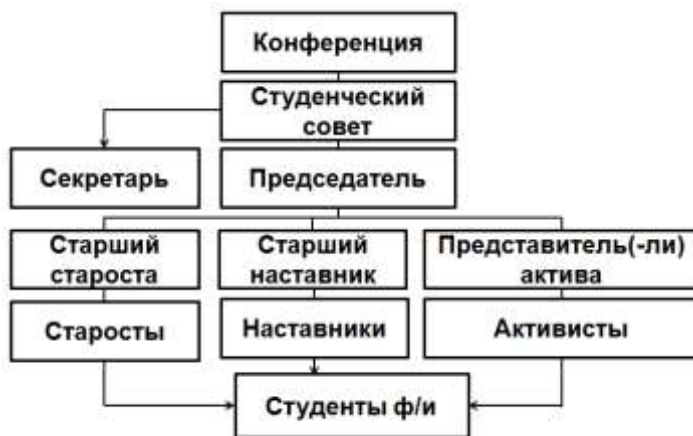 Конференция
Студенческий
совет
Секретарь
Председатель
Старший
староста
Старший
наставник
Представитель(-ли)
актива
Старосты
Наставники
Активисты
Студенты ф/и